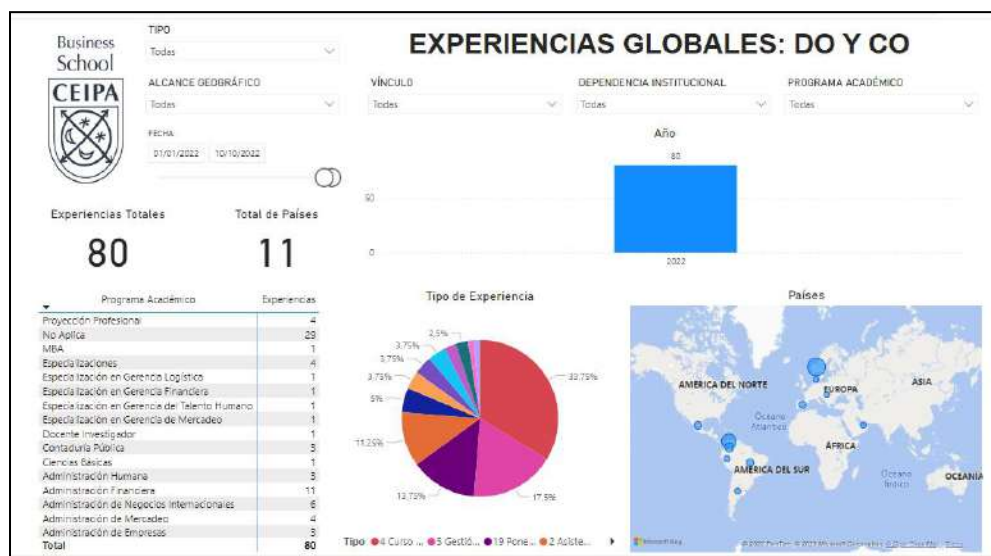 Business
School
CEIPA
TIPO
Todas
ALCANCE GEOGRÁFICO
Todas
FECHA
01/01/2022 10/10/2022
EXPERIENCIAS GLOBALES: DO Y CO
VÍNCULO
Todas
DEPENDENCIA INSTITUCIONAL
Todas
PROGRAMA ACADÉMICO
Todas
Experiencias Totales
80
Total de Países
11
Año
80
50
0
2022
Programa Académico Experiencias
Proyección Profesional 4
No Aplica 29
MBA 1
Especializaciones 4
Especialización en Gerencia Logística 1
Especialización en Gerencia Financiera 1
Especialización en Gerencia del Talento Humano 1
Especialización en Gerencia de Mercadeo 1
Docente Investigador 1
Contaduría Pública 3
Ciencias Básicas 1
Administración Humana 3
Administración Financiera 11
Administración de Negocios Internacionales 6
Administración de Mercadeo 4
Administración de Empresas 3
Total 80
Tipo de Experiencia
2,5%
3,75%
3,75%
3,75%
5%
11,25%
13,75%
17,5%
33,75%
Tipo 4 Curso ... 5 Gestió... 19 Pone... 2 Asiste...
Países
AMÉRICA DEL NORTE
EUROPA
ASIA
Océano
Atlántico
ÁFRICA
AMÉRICA DEL SUR
Océano
Índico
OCEANÍA
Microsoft Bing